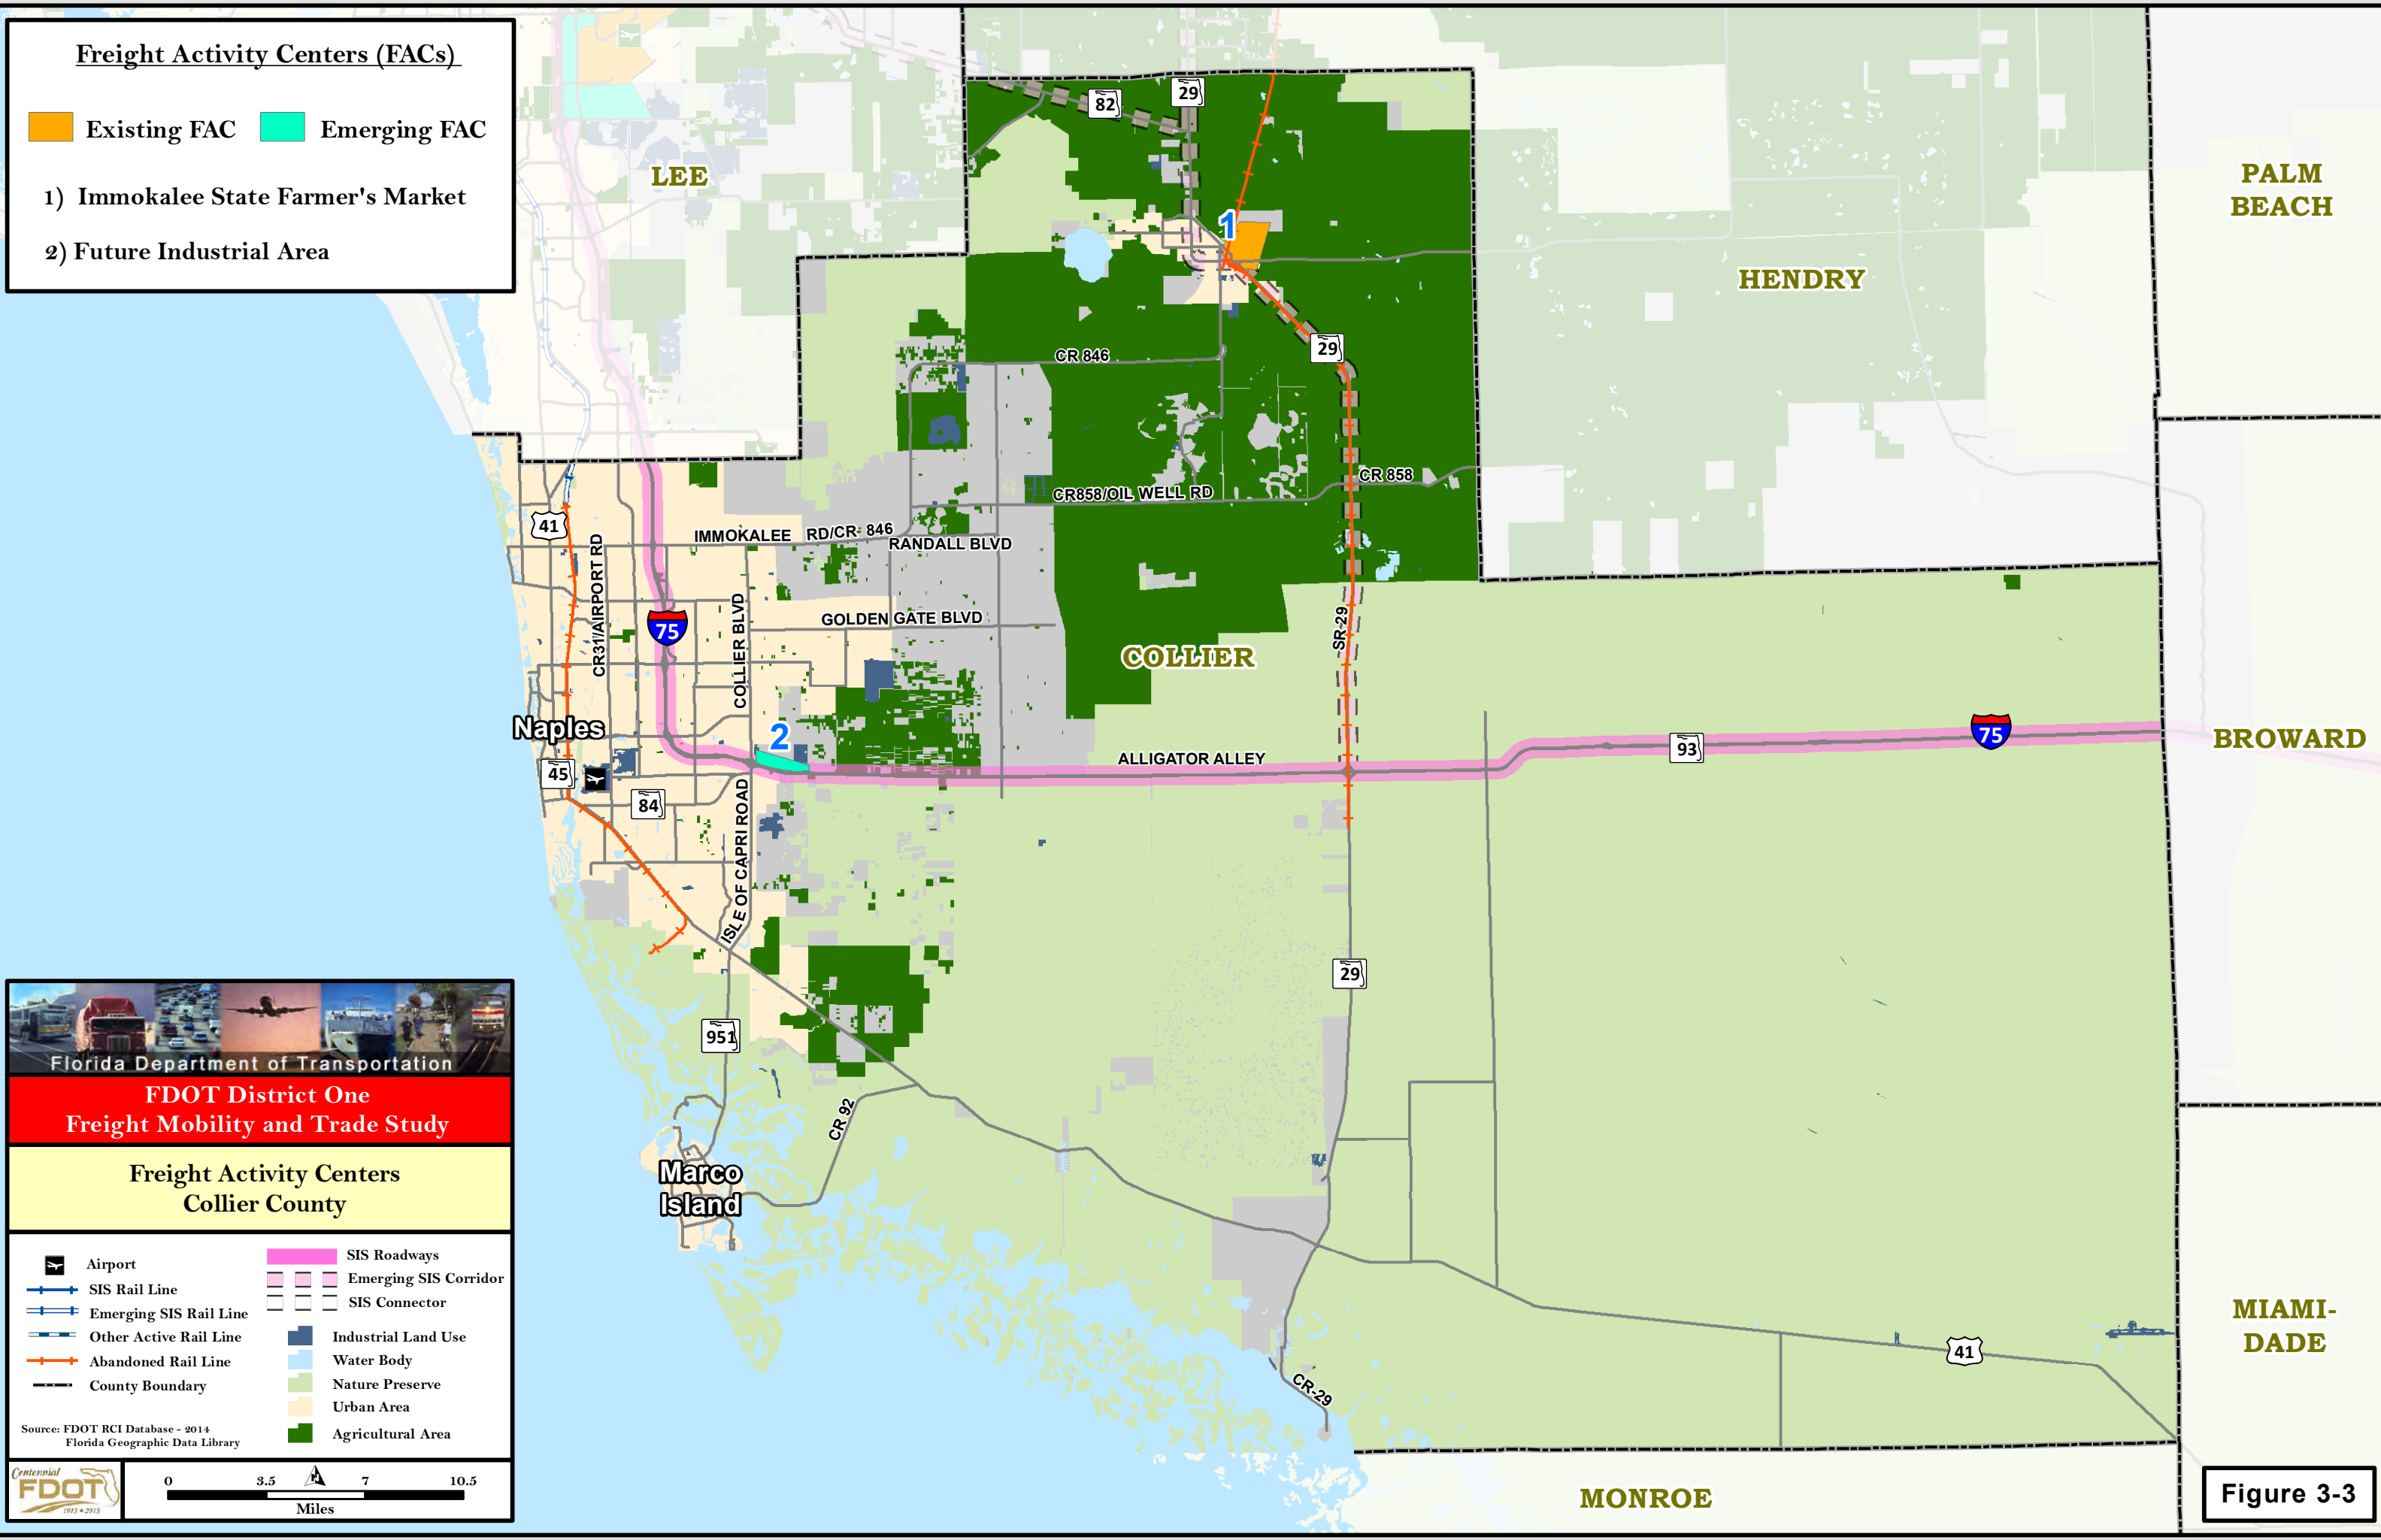 Freight Activity Centers (FACs)
Existing FAC
Emerging FAC
1) Immokalee State Farmer's Market
2) Future Industrial Area
LEE
82
29
1
PALM
BEACH
HENDRY
29
CR 846
CR 858
CR858/OIL WELL RD
41
IMMOKALEE RD/CR- 846
RANDALL BLVD
CR31/AIRPORT RD
COLLIER BLVD
75
GOLDEN GATE BLVD
SR-29
COLLIER
Naples
2
ALLIGATOR ALLEY
93
75
BROWARD
45
84
ISLE OF CAPRI ROAD
29
951
CR 92
Marco
Island
41
CR-29
MIAMI-
DADE
MONROE
Florida Department of Transportation
FDOT District One
Freight Mobility and Trade Study
Freight Activity Centers
Collier County
Airport
SIS Rail Line
Emerging SIS Rail Line
Other Active Rail Line
Abandoned Rail Line
County Boundary
SIS Roadways
Emerging SIS Corridor
SIS Connector
Industrial Land Use
Water Body
Nature Preserve
Urban Area
Agricultural Area
Source: FDOT RCI Database - 2014
Florida Geographic Data Library
Centennial
FDOT
1915★2015
0 3.5 N 7 10.5
Miles
Figure 3-3